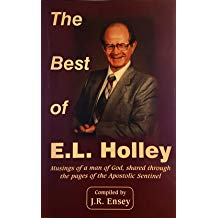 The
Best
of
E.L. Holley
Musings of a man of God, shared through
the pages of the Apostolic Sentinel
Compiled by
J.R. Ensey